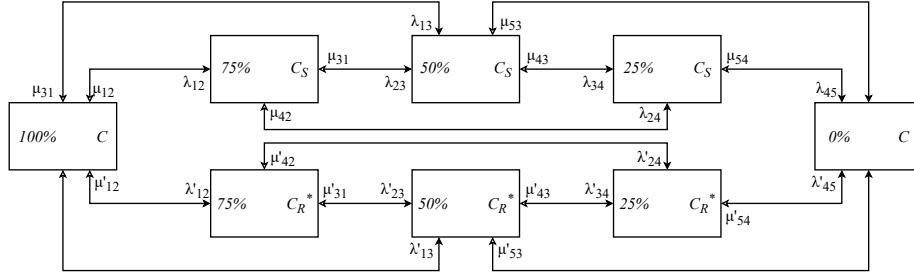 λ13 μ53
75% CS μ31 50% CS μ43 25% CS μ54
μ31 μ12 λ12 λ23 λ34 λ45
μ42 λ24
100% C 0% C
μ'42 λ'24
μ'12 λ'12 μ'31 λ'23 μ'43 λ'34 λ'45
75% CR* 50% CR* 25% CR* μ'54
λ'13 μ'53